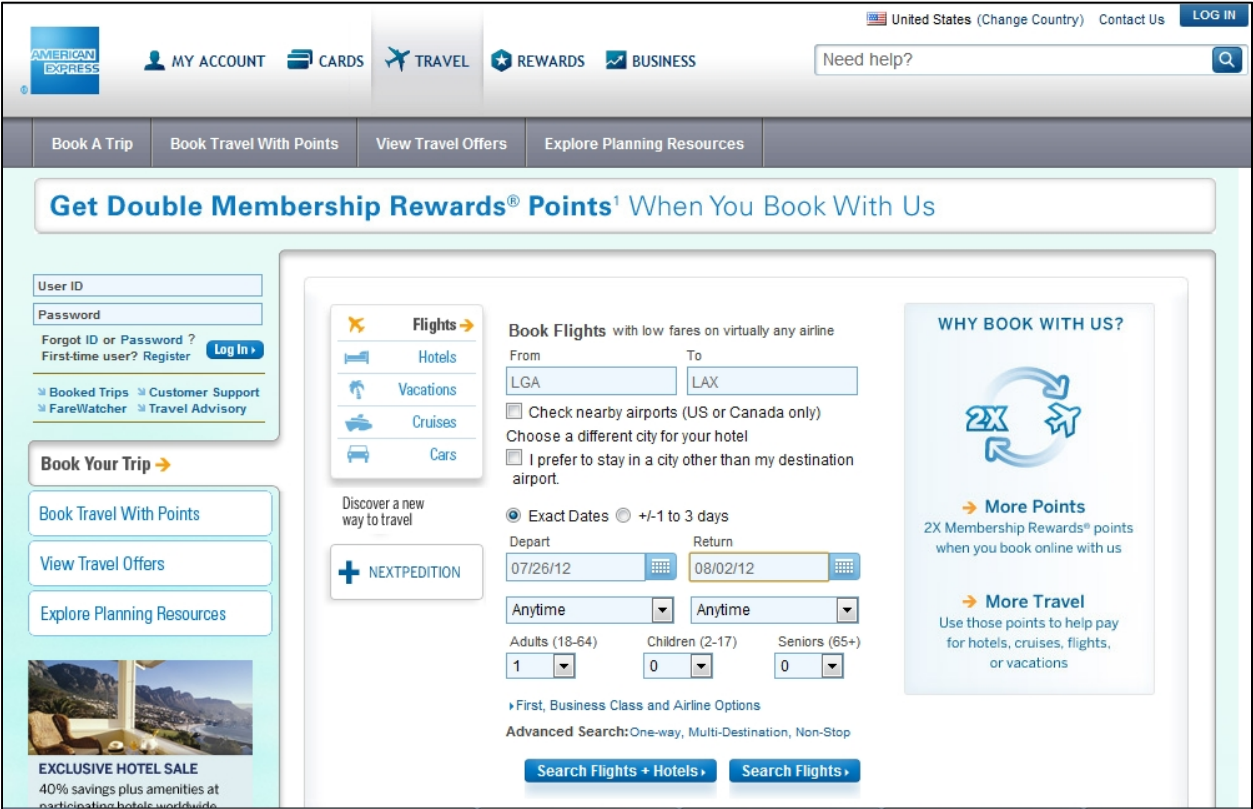 United States (Change Country) Contact Us LOG IN
AMERICAN
EXPRESS
®
MY ACCOUNT CARDS TRAVEL REWARDS BUSINESS
Need help?
Book A Trip Book Travel With Points View Travel Offers Explore Planning Resources
Get Double Membership Rewards® Points¹ When You Book With Us
User ID
Password
Forgot ID or Password ?
First-time user? Register
Log In
Booked Trips Customer Support
FareWatcher Travel Advisory
Book Your Trip
Book Travel With Points
View Travel Offers
Explore Planning Resources
EXCLUSIVE HOTEL SALE
40% savings plus amenities at
participating hotels worldwide
Flights
Hotels
Vacations
Cruises
Cars
Discover a new
way to travel
NEXTPEDITION
Book Flights with low fares on virtually any airline
From To
LGA LAX
Check nearby airports (US or Canada only)
Choose a different city for your hotel
I prefer to stay in a city other than my destination
airport.
Exact Dates +/-1 to 3 days
Depart Return
07/26/12 08/02/12
Anytime Anytime
Adults (18-64) Children (2-17) Seniors (65+)
1 0 0
First, Business Class and Airline Options
Advanced Search:One-way, Multi-Destination, Non-Stop
Search Flights + Hotels Search Flights
WHY BOOK WITH US?
2X
More Points
2X Membership Rewards® points
when you book online with us
More Travel
Use those points to help pay
for hotels, cruises, flights,
or vacations